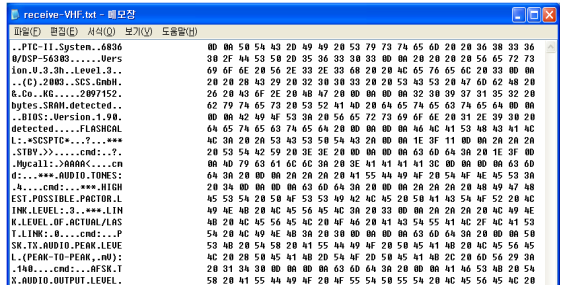 receive-VHF.txt - 메모장
파일(F) 편집(E) 서식(O) 보기(V) 도움말(H)
..PTC-II.System..6836 0D 0A 50 54 43 2D 49 49 20 53 79 73 74 65 6D 20 20 36 38 33 36
0/DSP-56303......Vers 30 2F 44 53 50 2D 35 36 33 30 33 0D 0A 20 20 20 20 56 65 72 73
ion.V.3.3h..Level.3.. 69 6F 6E 20 56 2E 33 2E 33 68 20 20 4C 65 76 65 6C 20 33 0D 0A
..(C).2003..SCS.GmbH. 20 20 28 43 29 20 32 30 30 33 20 20 53 43 53 20 47 6D 62 48 20
&.Co..KG.....2097152. 26 20 43 6F 2E 20 4B 47 20 0D 0A 0D 0A 32 30 39 37 31 35 32 20
bytes.SRAM.detected.. 62 79 74 65 73 20 53 52 41 4D 20 64 65 74 65 63 74 65 64 0D 0A
..BIOS:.Version.1.90. 0D 0A 42 49 4F 53 3A 20 56 65 72 73 69 6F 6E 20 31 2E 39 30 20
detected.....FLASHCAL 64 65 74 65 63 74 65 64 20 0D 0A 0D 0A 46 4C 41 53 48 43 41 4C
L:.*SCSPTC*...?...*** 4C 3A 20 2A 53 43 53 50 54 43 2A 0D 0A 1E 3F 11 0D 0A 2A 2A 2A
.STBY.>>.....cmd:..?. 20 53 54 42 59 20 3E 3E 20 0D 0A 0D 0A 63 6D 64 3A 20 1E 3F 0D
.Mycall:.>AAAA<....cm 0A 4D 79 63 61 6C 6C 3A 20 3E 41 41 41 41 3C 0D 0A 0D 0A 63 6D
d:....***.AUDIO.TONES: 64 3A 20 0D 0A 2A 2A 2A 20 41 55 44 49 4F 20 54 4F 4E 45 53 3A
.4....cmd:...***.HIGH 20 34 0D 0A 0D 0A 63 6D 64 3A 20 0D 0A 2A 2A 2A 20 48 49 47 48
EST.POSSIBLE.PACTOR.L 45 53 54 20 50 4F 53 53 49 42 4C 45 20 50 41 43 54 4F 52 20 4C
INK.LEVEL:.3..***.LIN 49 4E 4B 20 4C 45 56 45 4C 3A 20 33 0D 0A 2A 2A 2A 20 4C 49 4E
K.LEVEL.OF.ACTUAL/LAS 4B 20 4C 45 56 45 4C 20 4F 46 20 41 43 54 55 41 4C 2F 4C 41 53
T.LINK:.0....cmd:...P 54 20 4C 49 4E 4B 3A 20 30 0D 0A 0D 0A 63 6D 64 3A 20 0D 0A 50
SK.TX.AUDIO.PEAK.LEVE 53 4B 20 54 58 20 41 55 44 49 4F 20 50 45 41 4B 20 4C 45 56 45
L.(PEAK-TO-PEAK,.mV): 4C 20 28 50 45 41 4B 2D 54 4F 2D 50 45 41 4B 2C 20 6D 56 29 3A
.140....cmd:...AFSK.T 20 31 34 30 0D 0A 0D 0A 63 6D 64 3A 20 0D 0A 41 46 53 4B 20 54
X.AUDIO.OUTPUT.LEVEL. 58 20 41 55 44 49 4F 20 4F 55 54 50 55 54 20 4C 45 56 45 4C 20